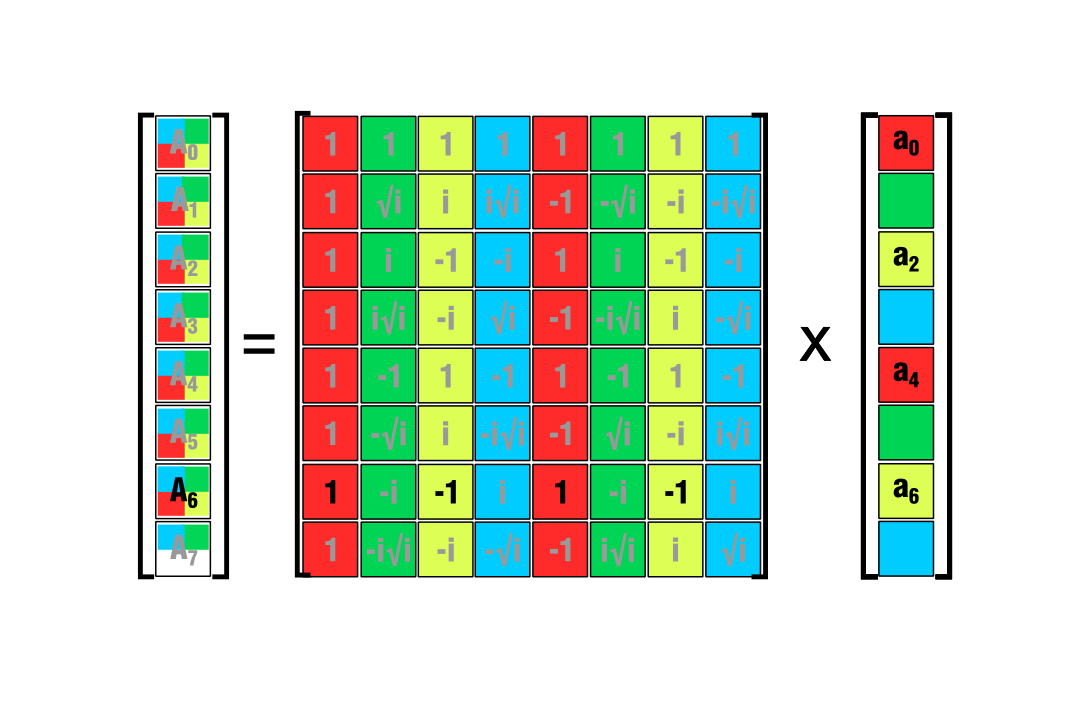 A0 1 1 1 1 1 1 1 1 a0
A1 1 √i i i√i -1 -√i -i -i√i
A2 1 i -1 -i 1 i -1 -i a2
A3 = 1 i√i -i √i -1 -i√i i -√i x
A4 1 -1 1 -1 1 -1 1 -1 a4
A5 1 -√i i -i√i -1 √i -i i√i
A6 1 -i -1 i 1 -i -1 i a6
A7 1 -i√i -i -√i -1 i√i i √i